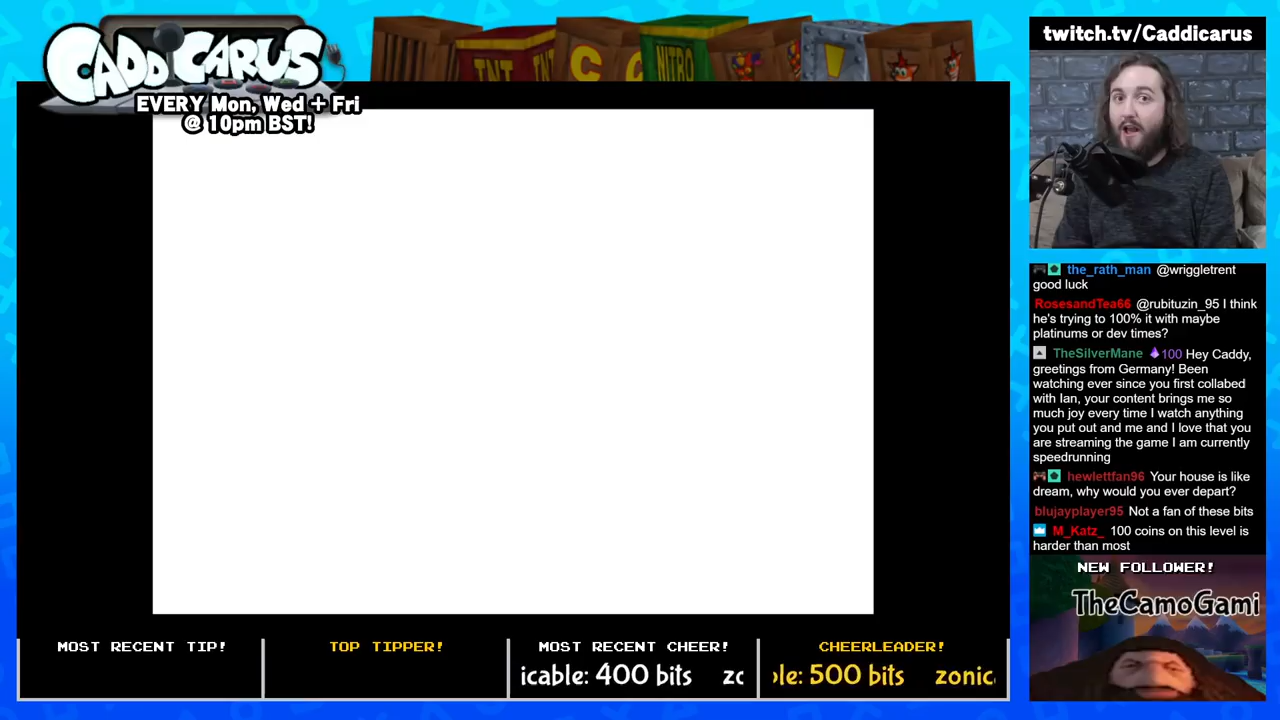 CADDICARUS
EVERY Mon, Wed + Fri
@ 10pm BST!
TNT
TNT
C
NITRO
twitch.tv/Caddicarus
the_rath_man @wriggletrent
good luck
RosesandTea66 @rubituzin_95 I think
he's trying to 100% it with maybe
platinums or dev times?
TheSilverMane 100 Hey Caddy,
greetings from Germany! Been
watching ever since you first collabed
with Ian, your content brings me so
much joy every time I watch anything
you put out and me and I love that you
are streaming the game I am currently
speedrunning
hewlettfan96 Your house is like
dream, why would you ever depart?
blujayplayer95 Not a fan of these bits
M_Katz_ 100 coins on this level is
harder than most
NEW FOLLOWER!
TheCamoGami
MOST RECENT TIP!
TOP TIPPER!
MOST RECENT CHEER!
icable: 400 bits zo
CHEERLEADER!
ple: 500 bits zonic